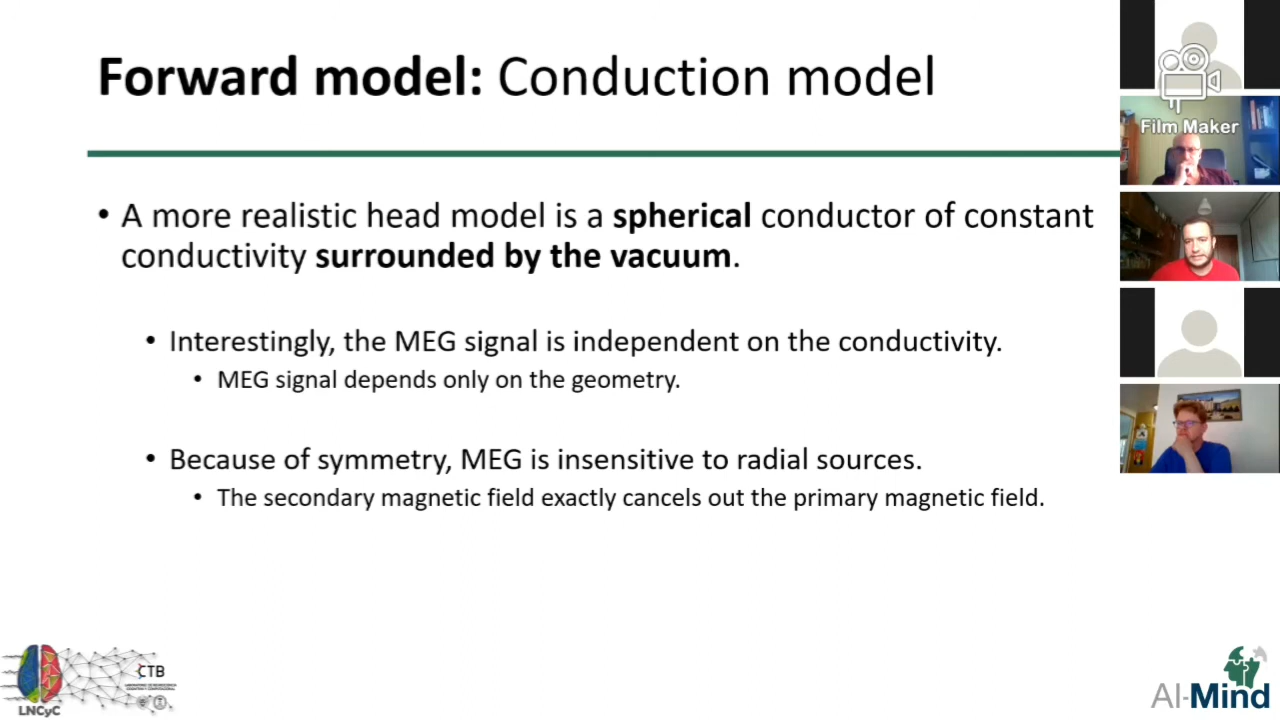 Forward model: Conduction model
Film Maker
• A more realistic head model is a spherical conductor of constant
conductivity surrounded by the vacuum.
• Interestingly, the MEG signal is independent on the conductivity.
• MEG signal depends only on the geometry.
• Because of symmetry, MEG is insensitive to radial sources.
• The secondary magnetic field exactly cancels out the primary magnetic field.
LNCyC
CTB
AI-Mind